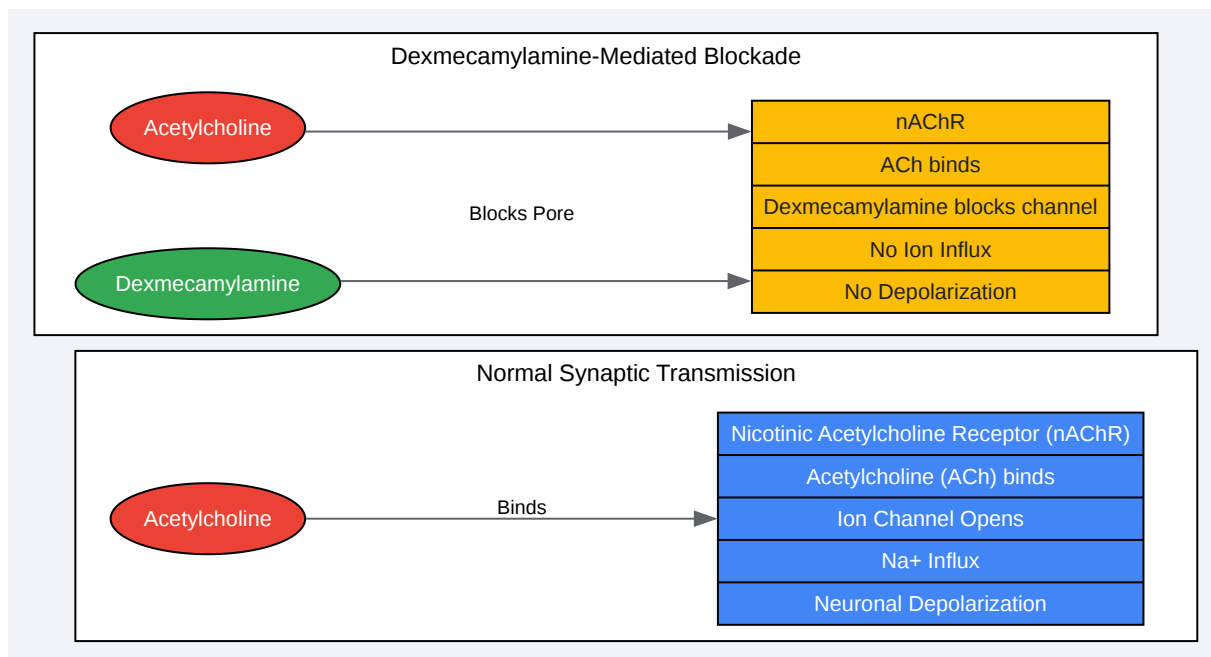 Dexmecamylamine-Mediated Blockade
Acetylcholine
nAChR
ACh binds
Dexmecamylamine blocks channel
No Ion Influx
No Depolarization
Blocks Pore
Dexmecamylamine
Normal Synaptic Transmission
Acetylcholine
Binds
Nicotinic Acetylcholine Receptor (nAChR)
Acetylcholine (ACh) binds
Ion Channel Opens
Na+ Influx
Neuronal Depolarization